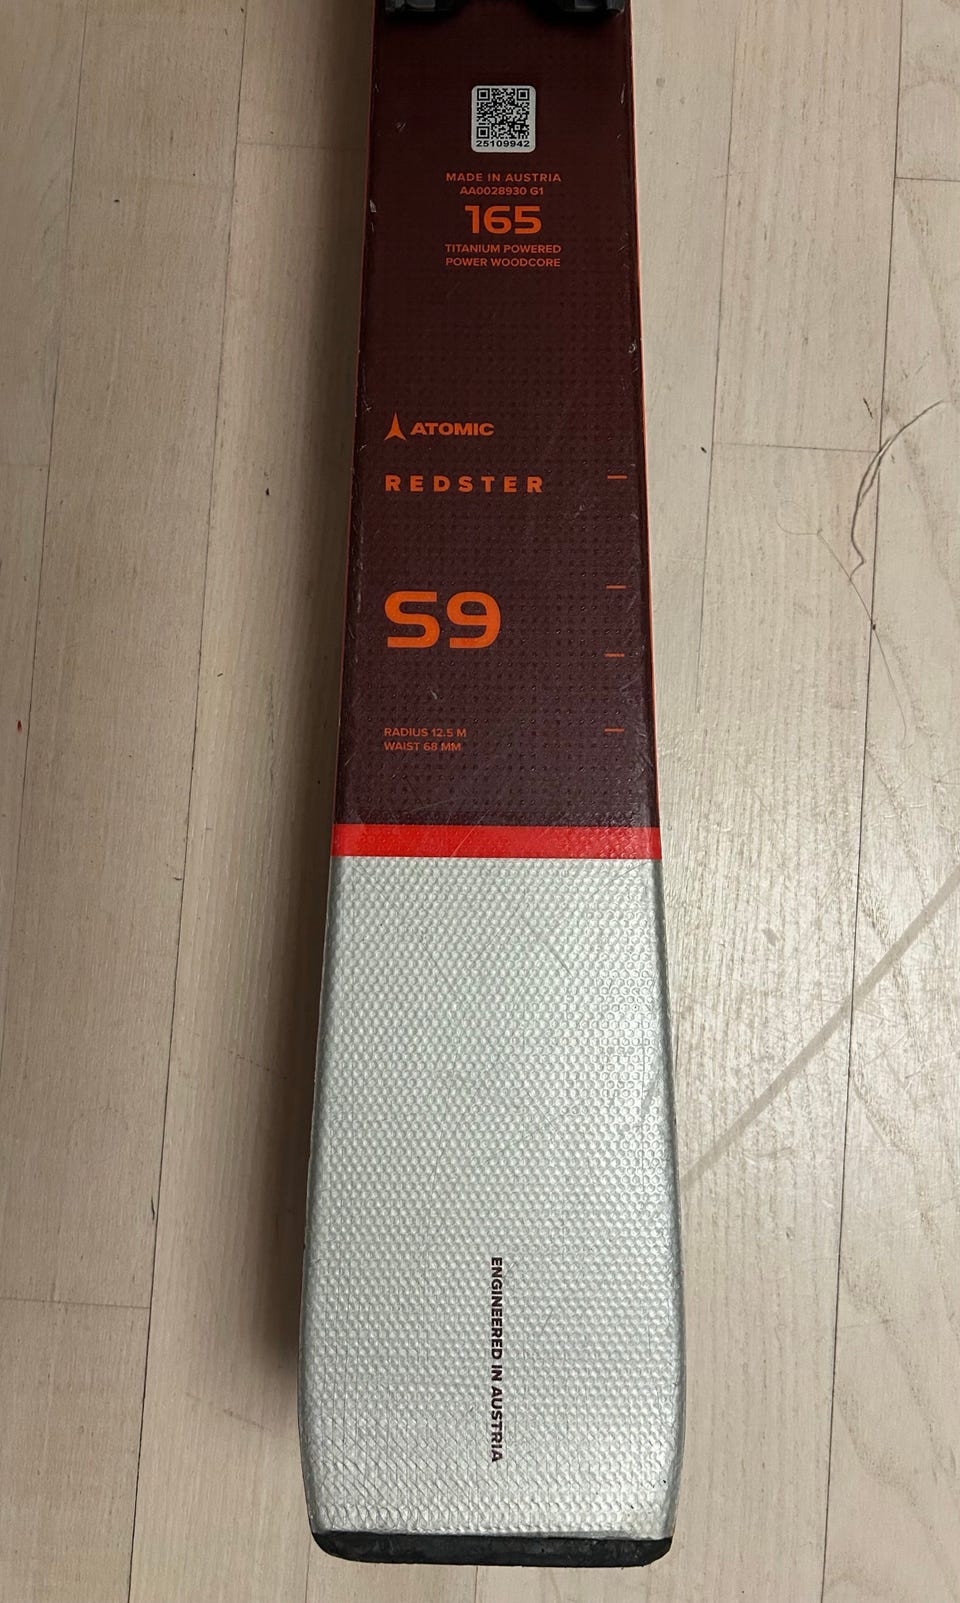 25109942
MADE IN AUSTRIA
AA0028930 G1
165
TITANIUM POWERED
POWER WOODCORE
ATOMIC
REDSTER
S9
RADIUS 12.5 M
WAIST 68 MM
ENGINEERED IN AUSTRIA